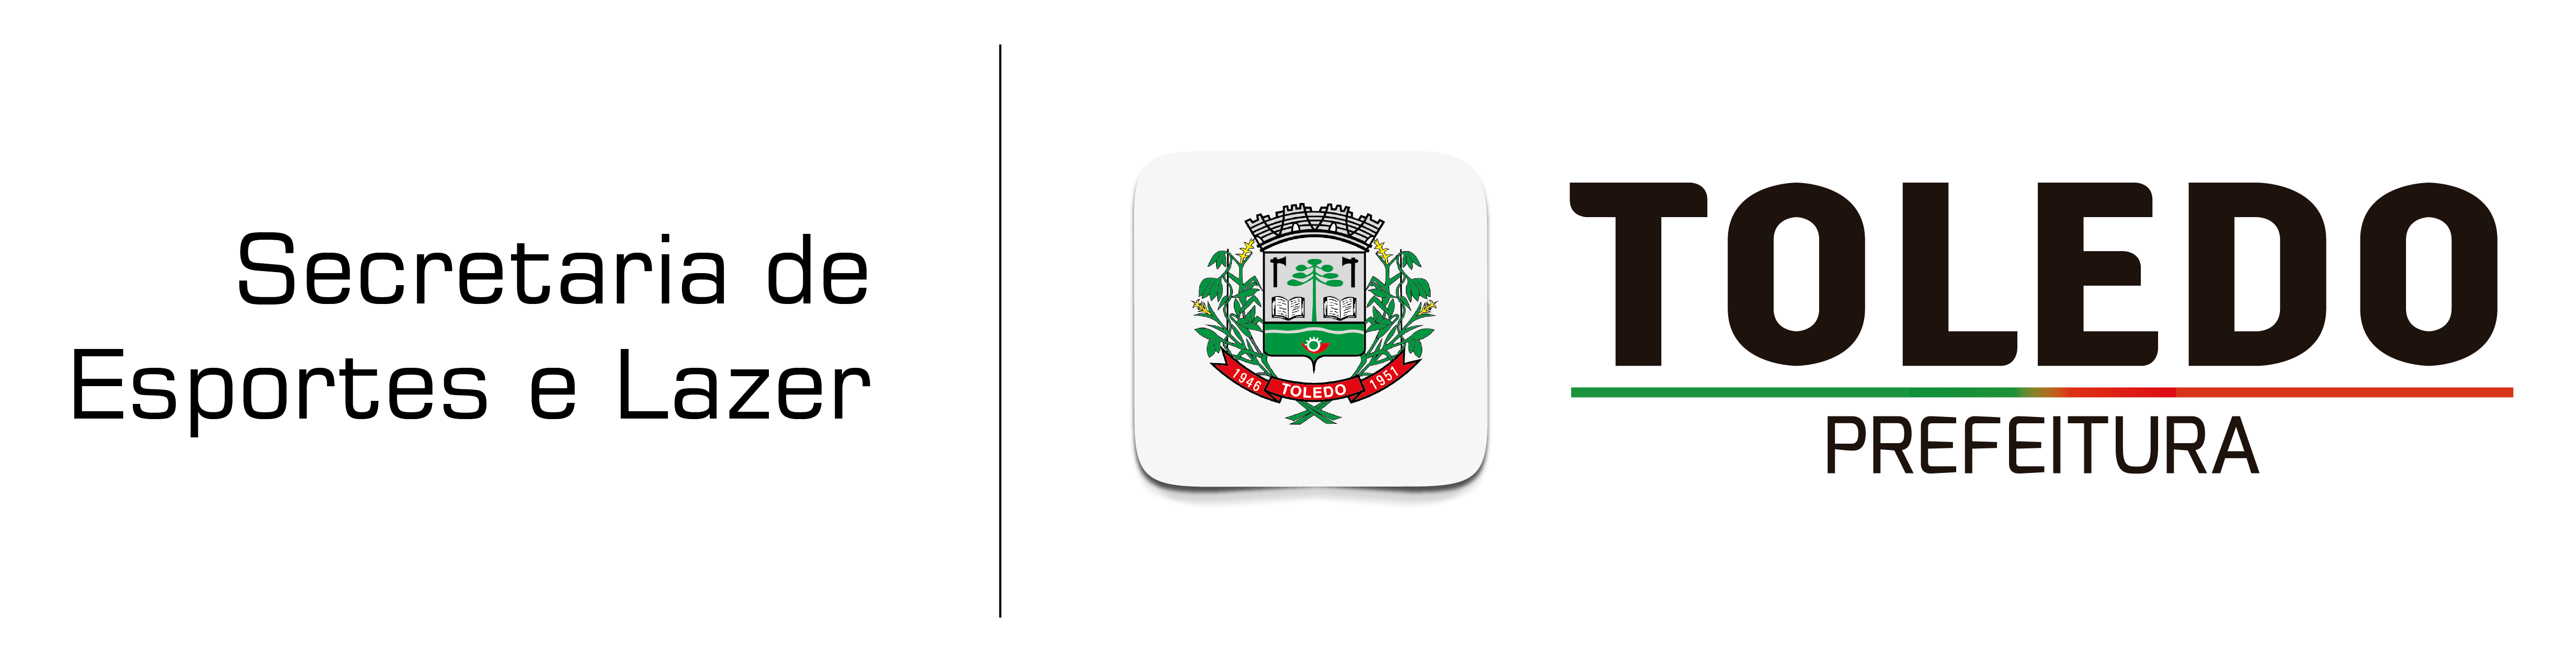 Secretaria de
Esportes e Lazer
1946 TOLEDO 1951
TOLEDO
PREFEITURA